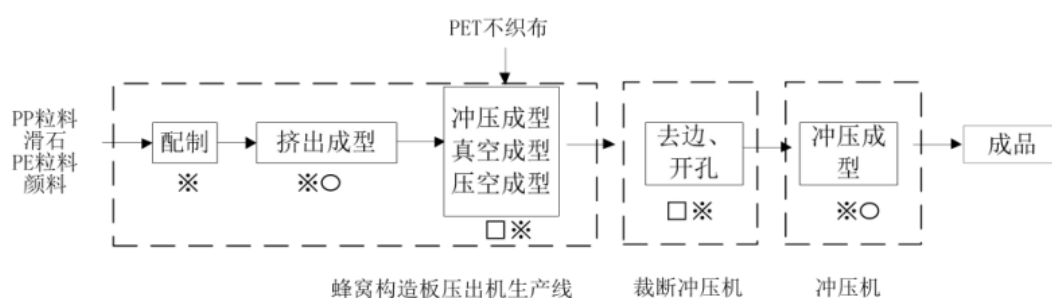 PET不织布
PP粒料
滑石
PE粒料
颜料
配制
※
挤出成型
※○
冲压成型
真空成型
压空成型
□※
去边、
开孔
□※
冲压成
型
※○
成品
蜂窝构造板压出机生产线
裁断冲压机
冲压机